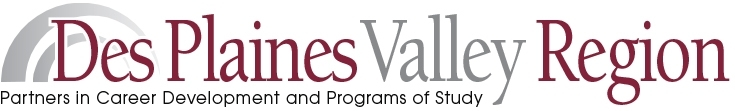 Des Plaines Valley Region
Partners in Career Development and Programs of Study